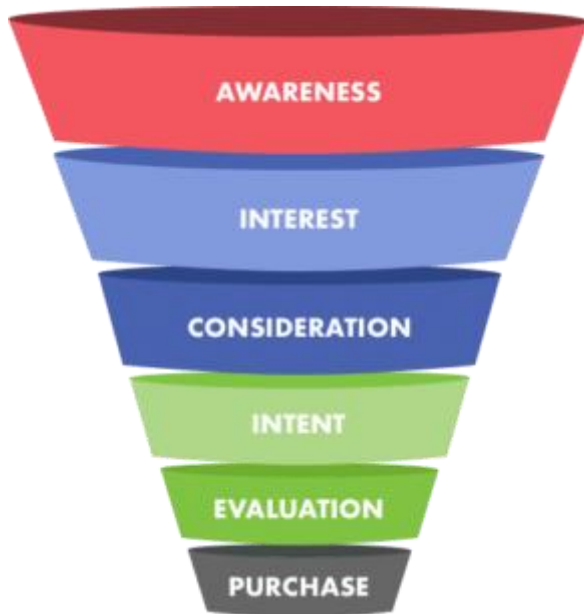 AWARENESS
INTEREST
CONSIDERATION
INTENT
EVALUATION
PURCHASE